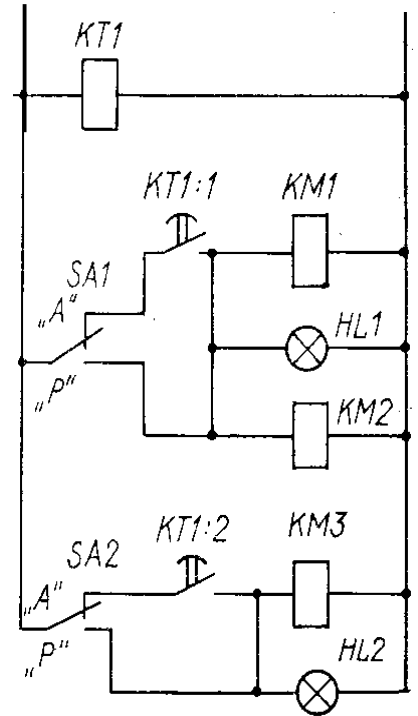 KT1
KT1:1
KM1
SA1
„A“
HL1
„P“
KM2
KT1:2
KM3
SA2
„A“
„P“
HL2